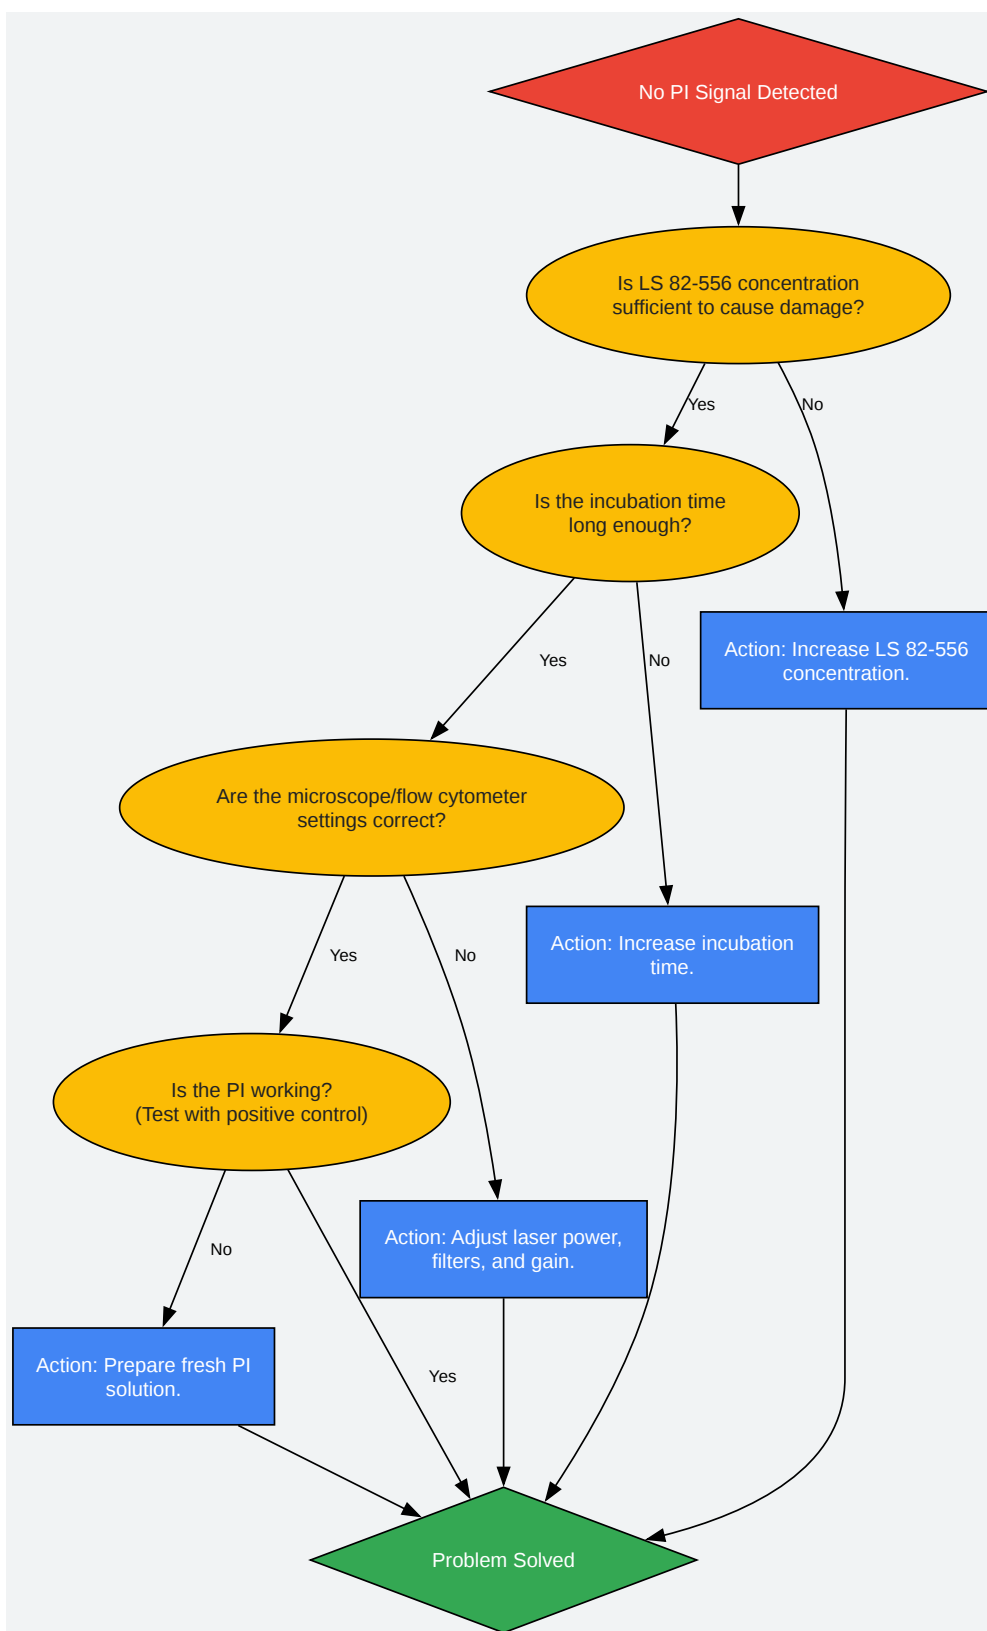 No PI Signal Detected
Is LS 82-556 concentration
sufficient to cause damage?
Yes
No
Is the incubation time
long enough?
Action: Increase LS 82-556
concentration.
Yes
No
Are the microscope/flow cytometer
settings correct?
Action: Increase incubation
time.
Yes
No
Is the PI working?
(Test with positive control)
Action: Adjust laser power,
filters, and gain.
No
Action: Prepare fresh PI
solution.
Yes
Problem Solved